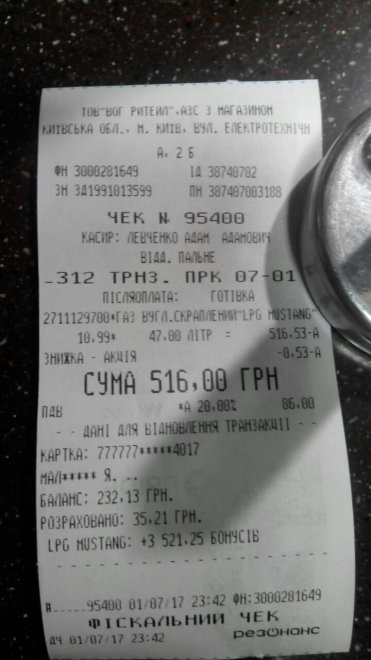 ТОВ"ВОГ РИТЕЙЛ",АЗС З МАГАЗИНОМ
КИЇВСЬКА ОБЛ., М. КИЇВ, ВУЛ. ЕЛЕКТРОТЕХНІЧН
А, 2 Б
ФН 3000281649 ІД 38740702
ЗН ЗД1991013599 ПН 387407003188
ЧЕК № 95400
КАСИР: ЛЕВЧЕНКО АДАМ АДАМОВИЧ
ВІДД. ПАЛЬНЕ
312 ТРНЗ. ПРК 07-01
ПІСЛЯОПЛАТА: ГОТІВКА
2711129700*ГАЗ ВУГЛ.СКРАПЛЕНИЙ"LPG MUSTANG"
10,99* 47,00 ЛІТР = 516,53-А
ЗНИЖКА - АКЦІЯ -0,53-А
СУМА 516,00 ГРН
ПДВ *А 20,00% 86,00
- - ДАНІ ДЛЯ ВІДНОВЛЕННЯ ТРАНЗАКЦІЇ - -
КАРТКА: 777777*****4017
МАЛ***** Я. ..
БАЛАНС: 232,13 ГРН.
РОЗРАХОВАНО: 35,21 ГРН.
LPG MUSTANG: +3 521,25 БОНУСІВ
- - - - - - - - - - - - - - - - - - - -
#_____95400 01/07/17 23:42 ФН:3000281649
ФІСКАЛЬНИЙ ЧЕК
ДЧ 01/07/17 23:42 резонанс